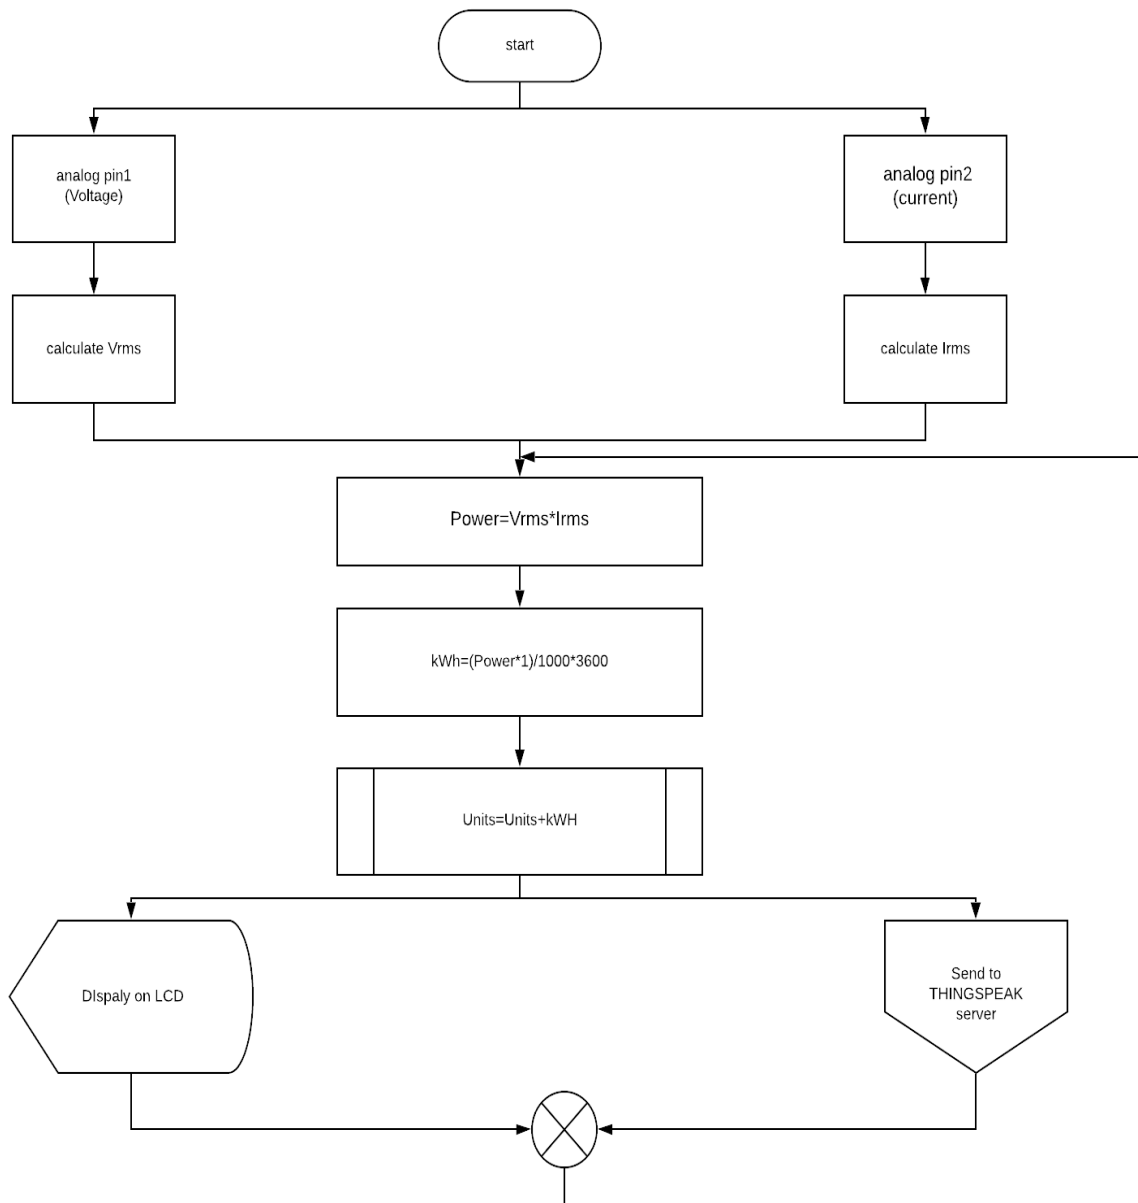 start
analog pin1
(Voltage)
analog pin2
(current)
calculate Vrms
calculate Irms
Power=Vrms*Irms
kWh=(Power*1)/1000*3600
Units=Units+kWH
DIspaly on LCD
Send to
THINGSPEAK
server